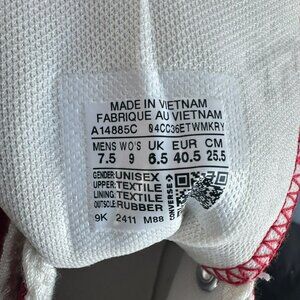 MADE IN VIETNAM
FABRIQUE AU VIETNAM
A14885C 04CC36ETWMKRY
MENS WO'S UK EUR CM
7.5 9 6.5 40.5 25.5
GENDER:UNISEX
UPPER:TEXTILE
LINING:TEXTILE
OUTSOLE:RUBBER
CONVERSE
9K 2411 M88